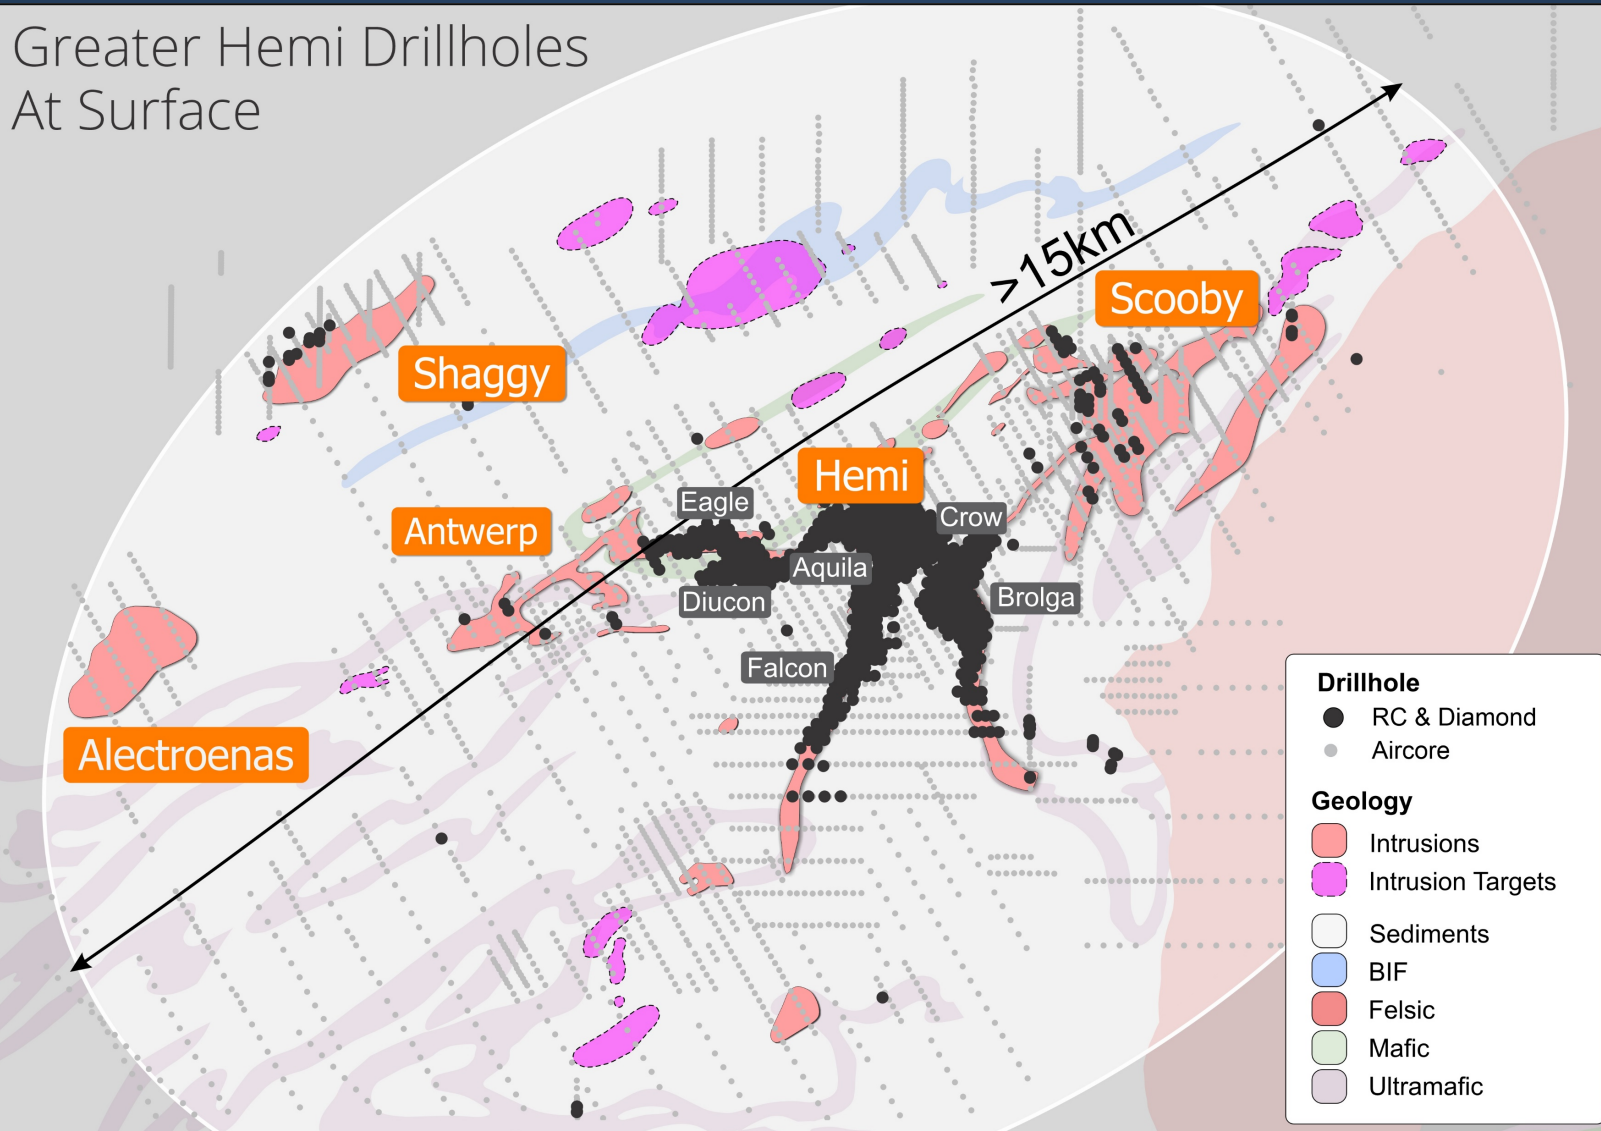 Greater Hemi Drillholes
At Surface
>15km
Scooby
Shaggy
Hemi
Eagle
Crow
Antwerp
Aquila
Diucon
Brolga
Falcon
Alectroenas
Drillhole
RC & Diamond
Aircore
Geology
Intrusions
Intrusion Targets
Sediments
BIF
Felsic
Mafic
Ultramafic